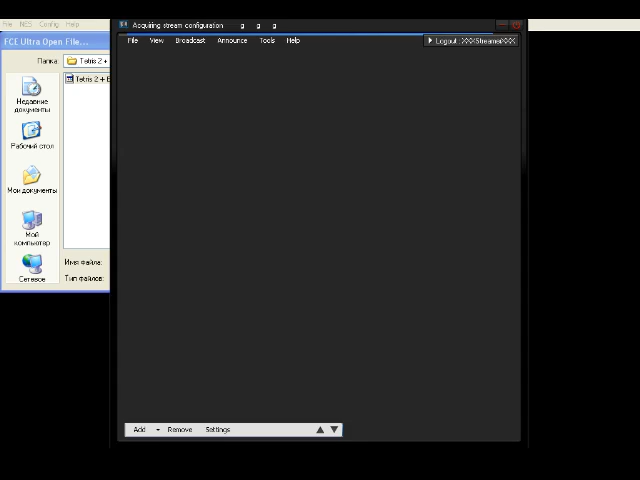 File NES Config Help
FCE Ultra Open File...
Папка:
Tetris 2 +
Tetris 2 +
Недавние
документы
Рабочий стол
Мои документы
Мой
компьютер
Сетевое
Имя файла:
Тип файлов:
Acquiring stream configuration
g g g
File View Broadcast Announce Tools Help
Logout : XXXStreamerXXX
Add Remove Settings